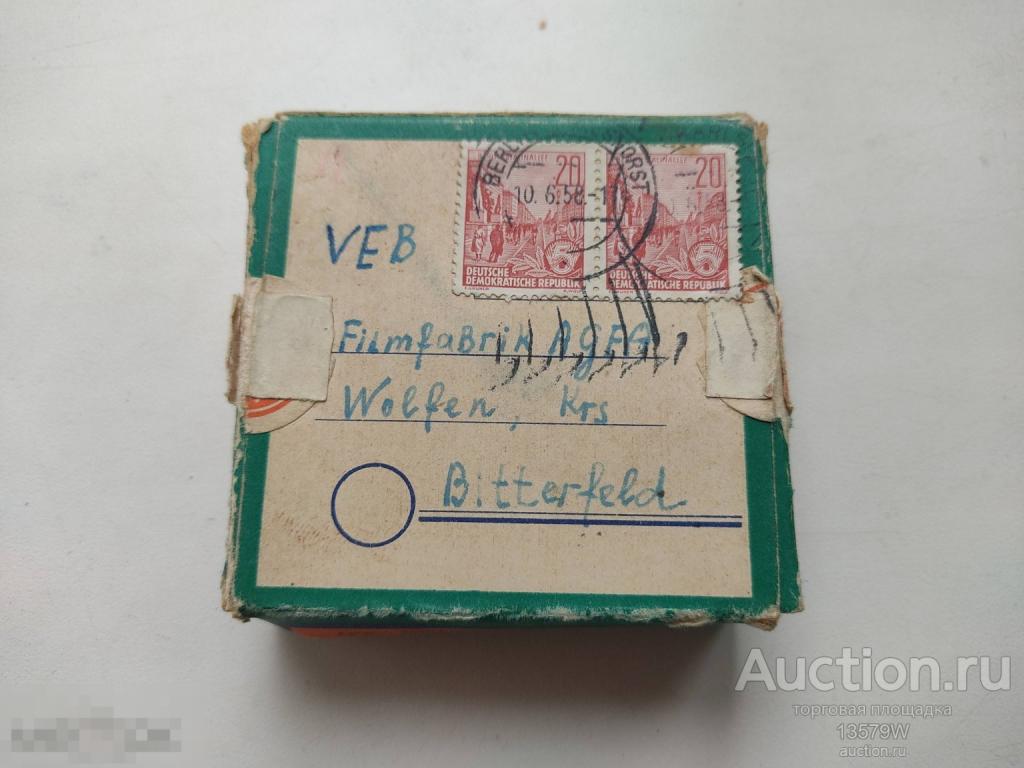 20 20
10.6.58.-1
DEUTSCHE DEUTSCHE
DEMOKRATISCHE REPUBLIK DEMOKRATISCHE REPUBLIK
VEB
Filmfabrik AGFA
Wolfen, Krs
Bitterfeld
Auction.ru
торговая площадка
13579W
auction.ru